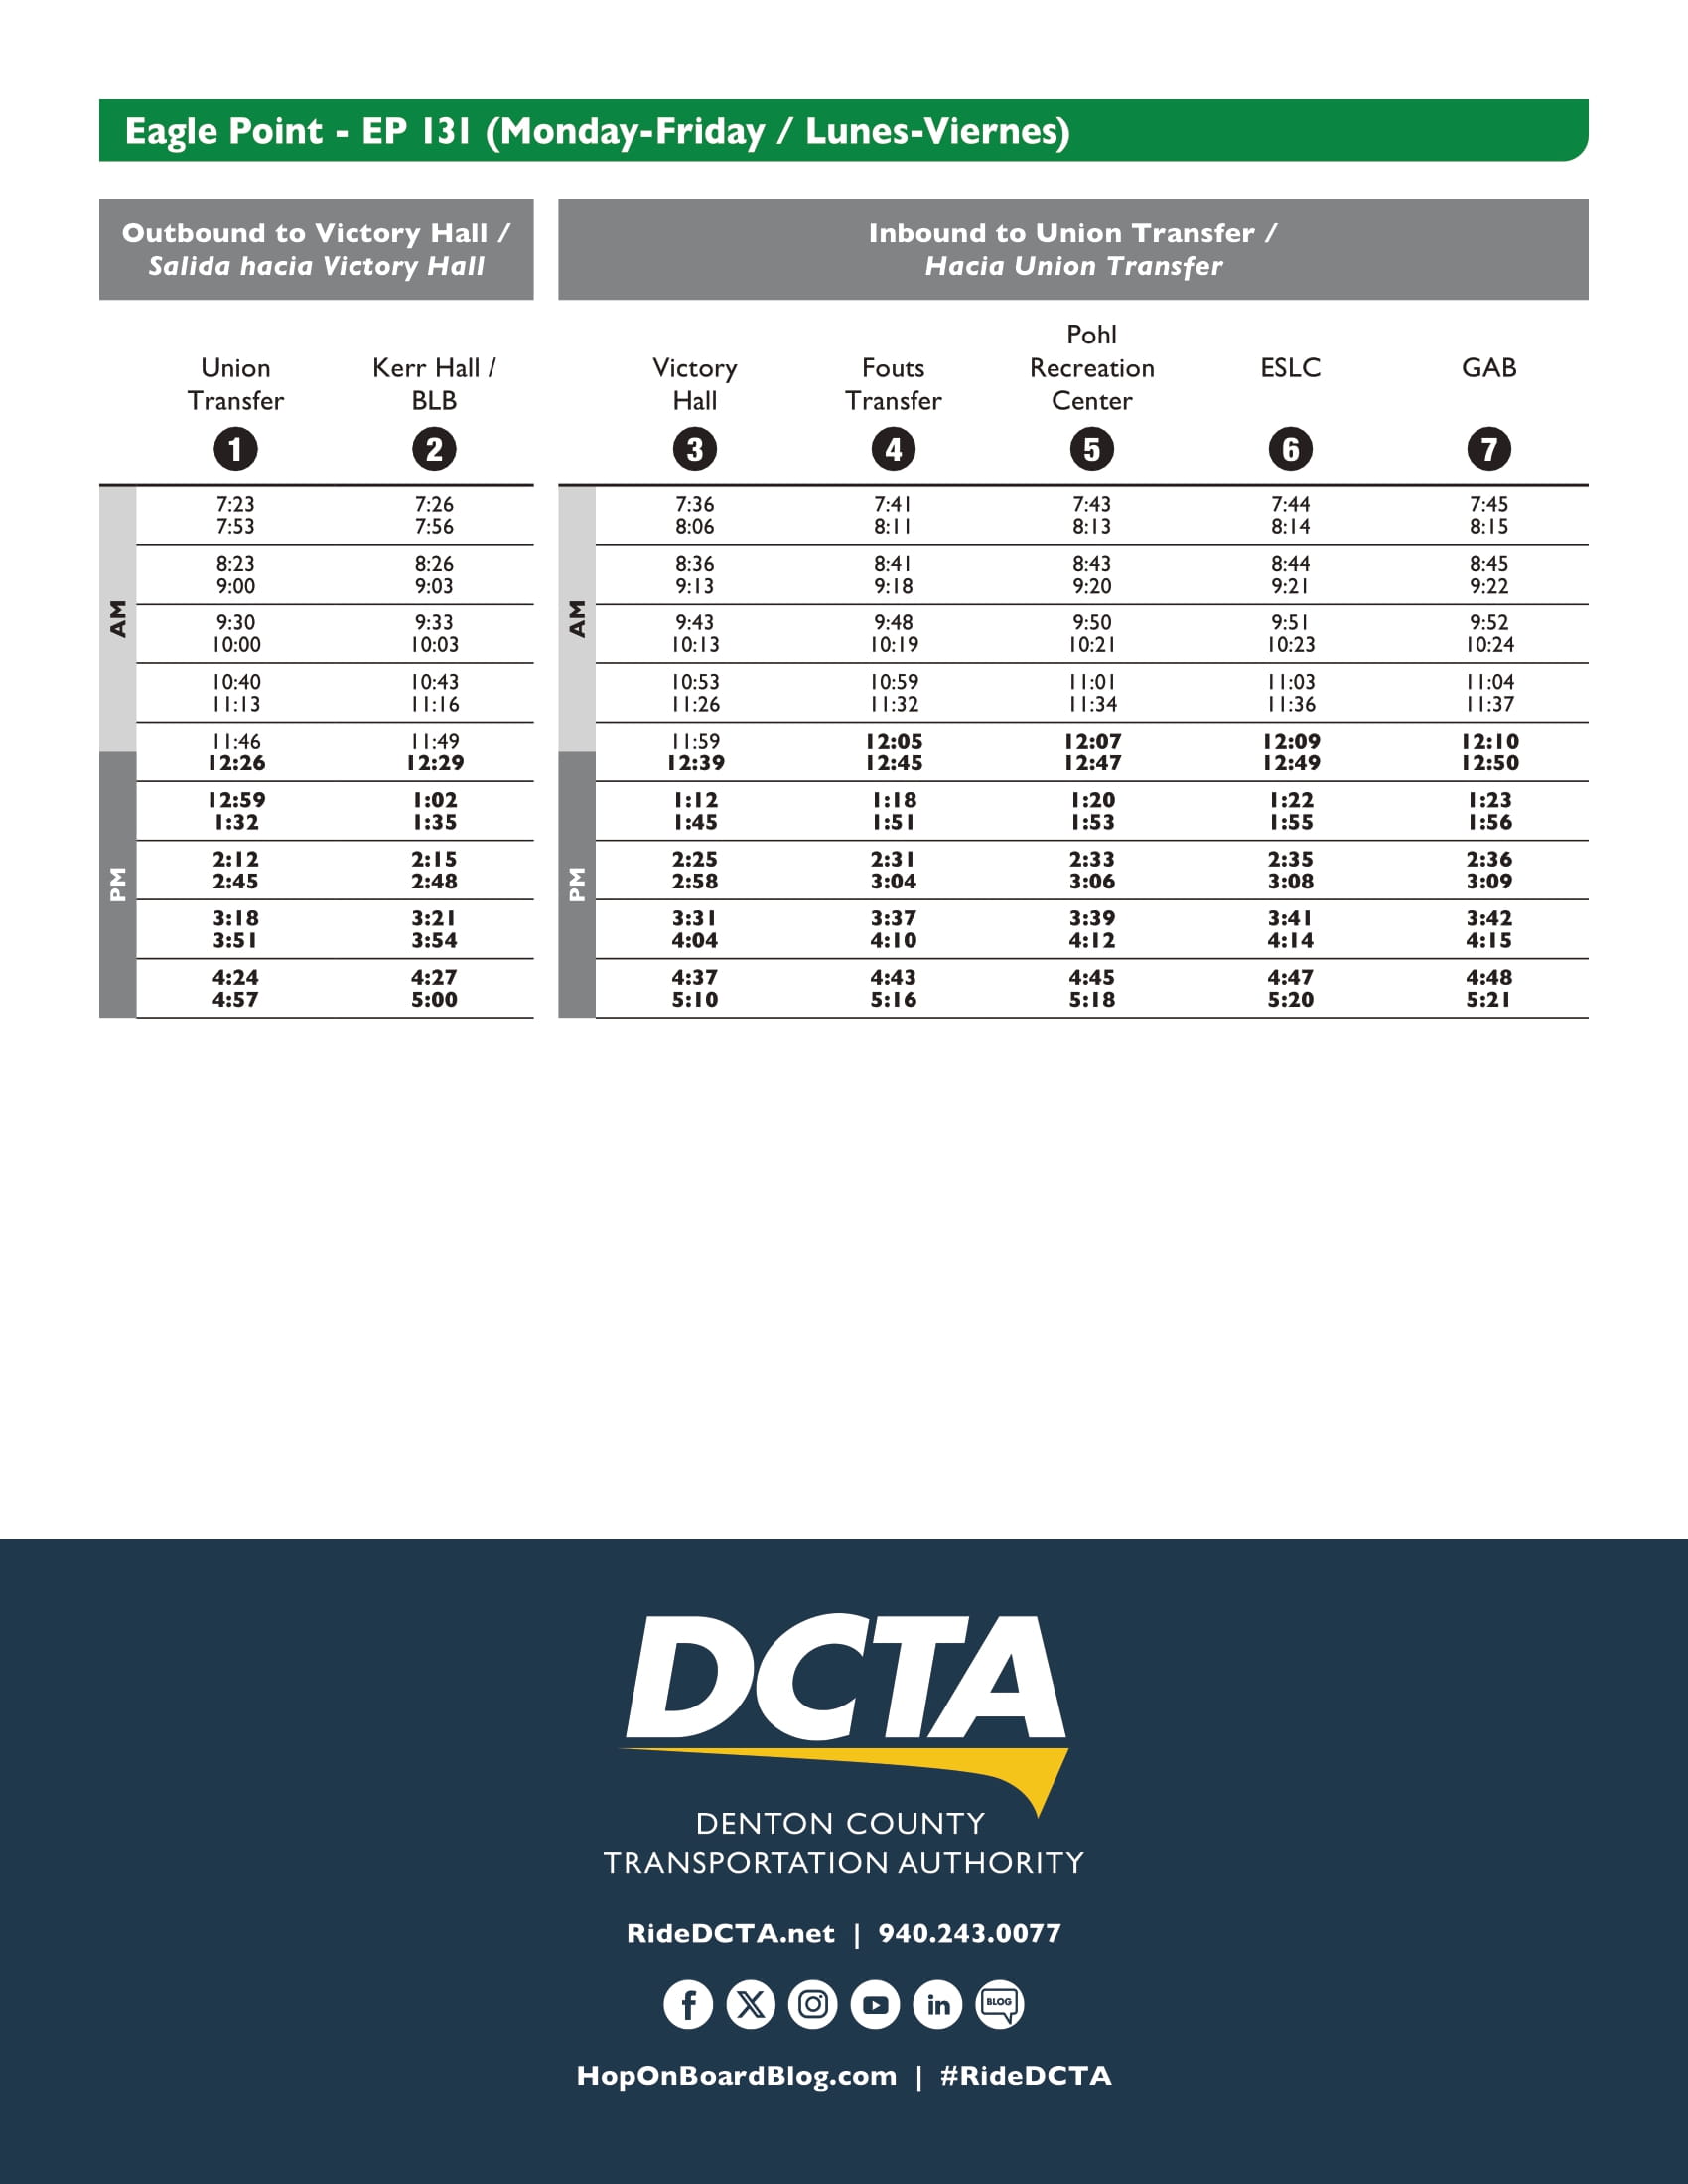 Eagle Point - EP 131 (Monday-Friday / Lunes-Viernes)
Outbound to Victory Hall /
Salida hacia Victory Hall
Inbound to Union Transfer /
Hacia Union Transfer
Union
Transfer
Kerr Hall /
BLB
Victory
Hall
Fouts
Transfer
Pohl
Recreation
Center
ESLC
GAB
1 2 3 4 5 6 7
AM AM
7:23 7:26 7:36 7:41 7:43 7:44 7:45
7:53 7:56 8:06 8:11 8:13 8:14 8:15
8:23 8:26 8:36 8:41 8:43 8:44 8:45
9:00 9:03 9:13 9:18 9:20 9:21 9:22
9:30 9:33 9:43 9:48 9:50 9:51 9:52
10:00 10:03 10:13 10:19 10:21 10:23 10:24
10:40 10:43 10:53 10:59 11:01 11:03 11:04
11:13 11:16 11:26 11:32 11:34 11:36 11:37
11:46 11:49 11:59 12:05 12:07 12:09 12:10
PM PM
12:26 12:29 12:39 12:45 12:47 12:49 12:50
12:59 1:02 1:12 1:18 1:20 1:22 1:23
1:32 1:35 1:45 1:51 1:53 1:55 1:56
2:12 2:15 2:25 2:31 2:33 2:35 2:36
2:45 2:48 2:58 3:04 3:06 3:08 3:09
3:18 3:21 3:31 3:37 3:39 3:41 3:42
3:51 3:54 4:04 4:10 4:12 4:14 4:15
4:24 4:27 4:37 4:43 4:45 4:47 4:48
4:57 5:00 5:10 5:16 5:18 5:20 5:21
DCTA
DENTON COUNTY
TRANSPORTATION AUTHORITY
RideDCTA.net | 940.243.0077
f X in BLOG
HopOnBoardBlog.com | #RideDCTA